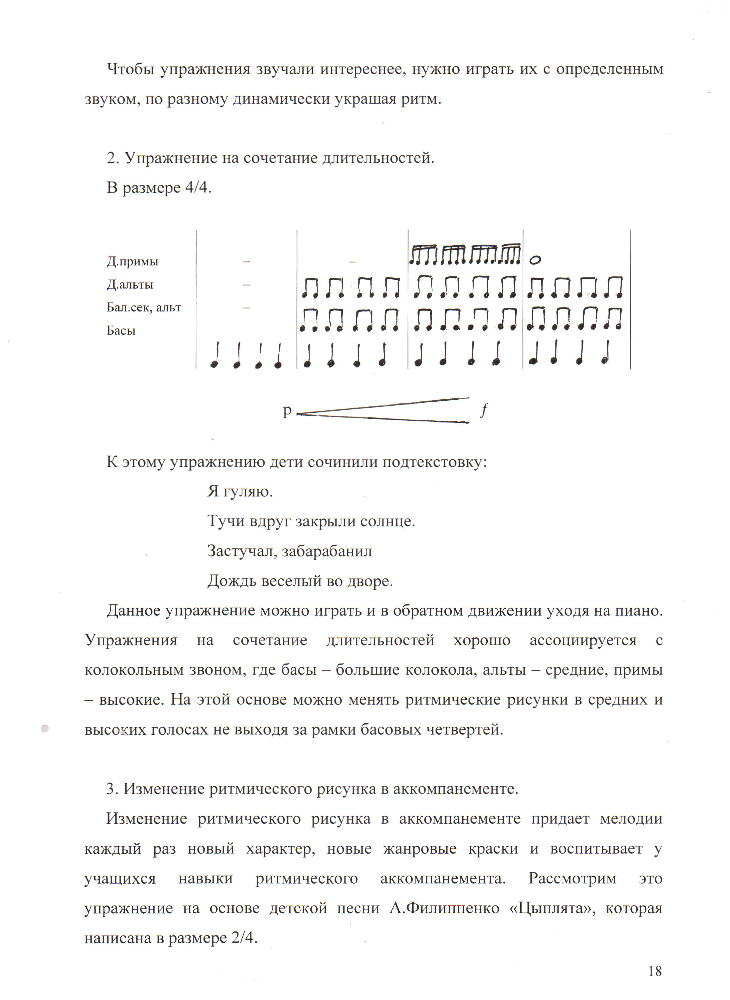 Чтобы упражнения звучали интереснее, нужно играть их с определенным
звуком, по разному динамически украшая ритм.
2. Упражнение на сочетание длительностей.
В размере 4/4.
Д.примы – –
Д.альты –
Бал.сек, альт –
Басы
p f
К этому упражнению дети сочинили подтекстовку:
Я гуляю.
Тучи вдруг закрыли солнце.
Застучал, забарабанил
Дождь веселый во дворе.
Данное упражнение можно играть и в обратном движении уходя на пиано.
Упражнения на сочетание длительностей хорошо ассоциируется с
колокольным звоном, где басы – большие колокола, альты – средние, примы
– высокие. На этой основе можно менять ритмические рисунки в средних и
высоких голосах не выходя за рамки басовых четвертей.
3. Изменение ритмического рисунка в аккомпанементе.
Изменение ритмического рисунка в аккомпанементе придает мелодии
каждый раз новый характер, новые жанровые краски и воспитывает у
учащихся навыки ритмического аккомпанемента. Рассмотрим это
упражнение на основе детской песни А.Филиппенко «Цыплята», которая
написана в размере 2/4.
18